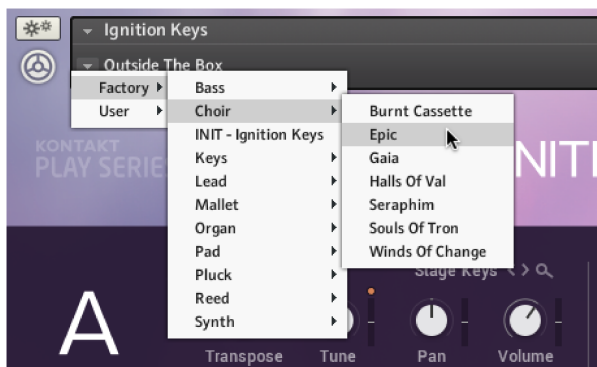 Ignition Keys
Outside The Box
Factory
User
Bass
Choir
INIT - Ignition Keys
Keys
Lead
Mallet
Organ
Pad
Pluck
Reed
Synth
Burnt Cassette
Epic
Gaia
Halls Of Val
Seraphim
Souls Of Tron
Winds Of Change
KONTAKT
PLAY SERIE
NITI
Stage Keys
A
Transpose
Tune
Pan
Volume